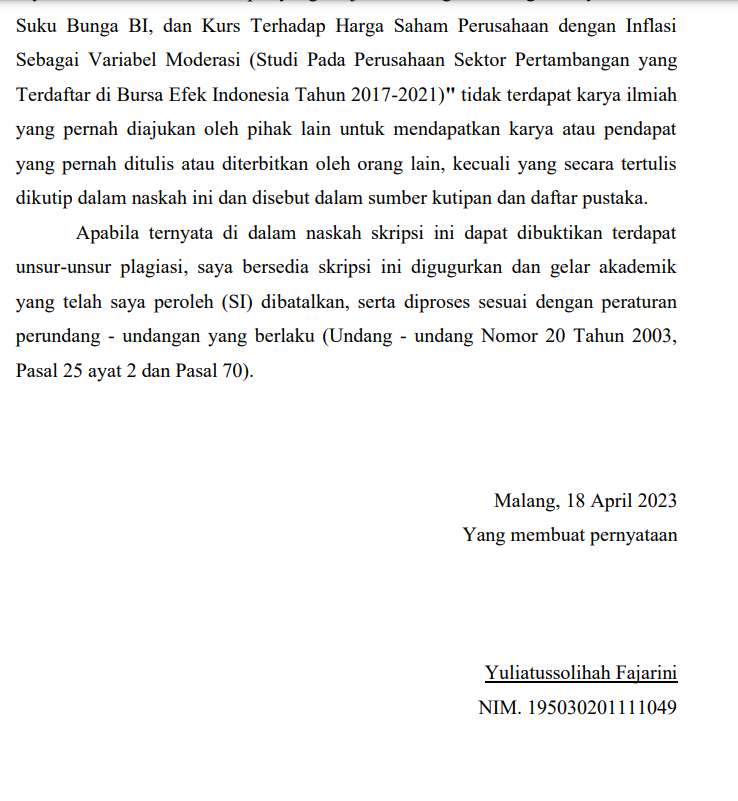 Suku Bunga BI, dan Kurs Terhadap Harga Saham Perusahaan dengan Inflasi
Sebagai Variabel Moderasi (Studi Pada Perusahaan Sektor Pertambangan yang
Terdaftar di Bursa Efek Indonesia Tahun 2017-2021)" tidak terdapat karya ilmiah
yang pernah diajukan oleh pihak lain untuk mendapatkan karya atau pendapat
yang pernah ditulis atau diterbitkan oleh orang lain, kecuali yang secara tertulis
dikutip dalam naskah ini dan disebut dalam sumber kutipan dan daftar pustaka.
Apabila ternyata di dalam naskah skripsi ini dapat dibuktikan terdapat
unsur-unsur plagiasi, saya bersedia skripsi ini digugurkan dan gelar akademik
yang telah saya peroleh (SI) dibatalkan, serta diproses sesuai dengan peraturan
perundang - undangan yang berlaku (Undang - undang Nomor 20 Tahun 2003,
Pasal 25 ayat 2 dan Pasal 70).
Malang, 18 April 2023
Yang membuat pernyataan
Yuliatussolihah Fajarini
NIM. 195030201111049